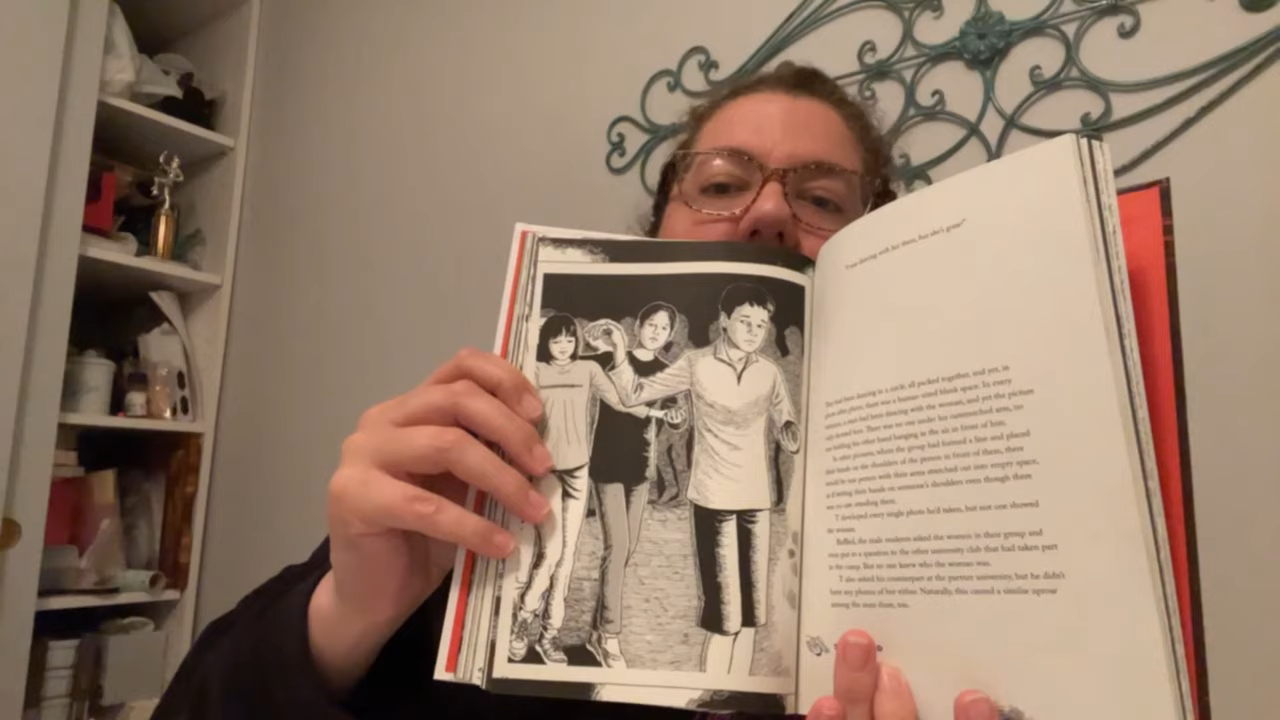 "I was dancing with her then, but she's gone!"
They had been dancing in a circle, all packed together, and yet, in
photo after photo, there was a human-sized blank space. In every
picture, a man had been dancing with the woman, and yet the picture
only showed him. There was no one under his outstretched arm, no
one holding his other hand hanging in the air in front of him.
In other pictures, where the group had formed a line and placed
their hands on the shoulders of the person in front of them, there
would be one person with their arms stretched out into empty space,
as if setting their hands on someone's shoulders even though there
was no one standing there.
T developed every single photo he'd taken, but not one showed
the woman.
Baffled, the male students asked the women in their group and
even put in a question to the other university club that had taken part
in the camp. But no one knew who the woman was.
T also asked his counterpart at the partner university, but he didn't
have any photos of her either. Naturally, this caused a similar uproar
among the men there, too.